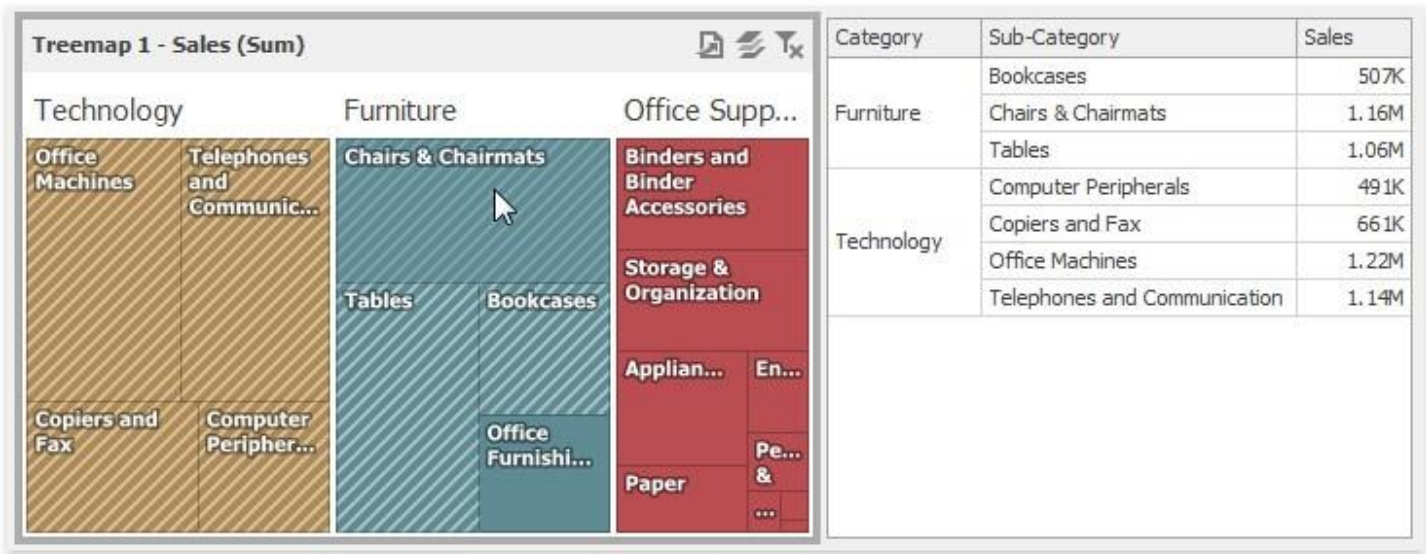 Treemap 1 - Sales (Sum)
Technology
Furniture
Office Supp...
Office
Machines
Telephones
and
Communic...
Copiers and
Fax
Computer
Peripher...
Chairs & Chairmats
Tables
Bookcases
Office
Furnishi...
Binders and
Binder
Accessories
Storage &
Organization
Applian...
En...
Paper
Pe...
&
...
Category Sub-Category Sales
Furniture
Bookcases 507K
Chairs & Chairmats 1.16M
Tables 1.06M
Technology
Computer Peripherals 491K
Copiers and Fax 661K
Office Machines 1.22M
Telephones and Communication 1.14M